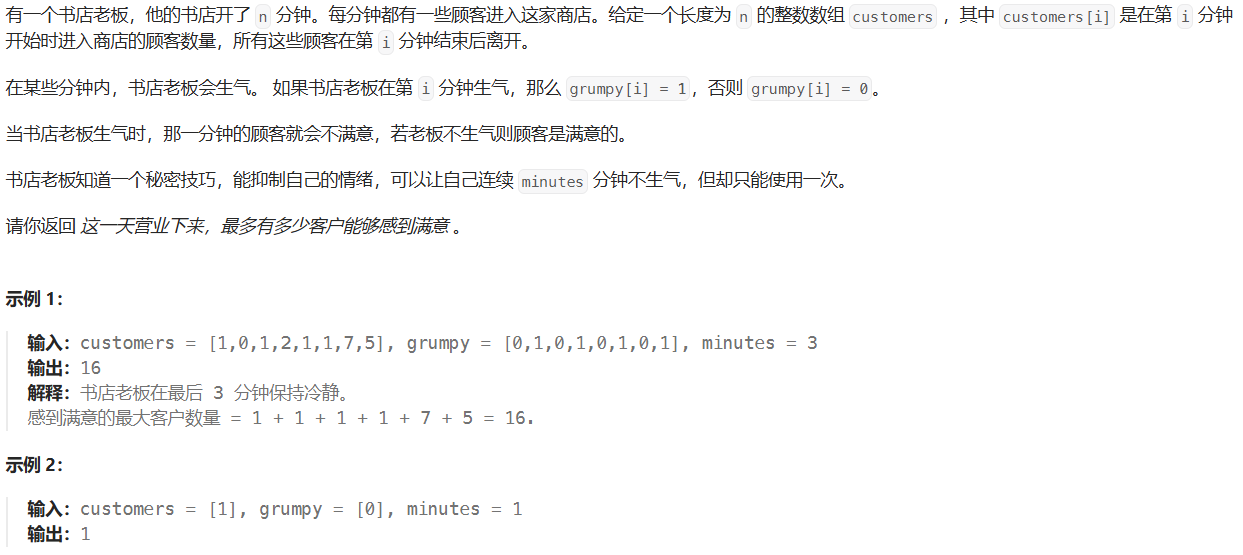 有一个书店老板，他的书店开了 n 分钟。每分钟都有一些顾客进入这家商店。给定一个长度为 n 的整数数组 customers ，其中 customers[i] 是在第 i 分钟
开始时进入商店的顾客数量，所有这些顾客在第 i 分钟结束后离开。
在某些分钟内，书店老板会生气。 如果书店老板在第 i 分钟生气，那么 grumpy[i] = 1，否则 grumpy[i] = 0。
当书店老板生气时，那一分钟的顾客就会不满意，若老板不生气则顾客是满意的。
书店老板知道一个秘密技巧，能抑制自己的情绪，可以让自己连续 minutes 分钟不生气，但却只能使用一次。
请你返回 这一天营业下来，最多有多少客户能够感到满意 。
示例 1：
输入：customers = [1,0,1,2,1,1,7,5], grumpy = [0,1,0,1,0,1,0,1], minutes = 3
输出：16
解释：书店老板在最后 3 分钟保持冷静。
感到满意的最大客户数量 = 1 + 1 + 1 + 1 + 7 + 5 = 16.
示例 2：
输入：customers = [1], grumpy = [0], minutes = 1
输出：1